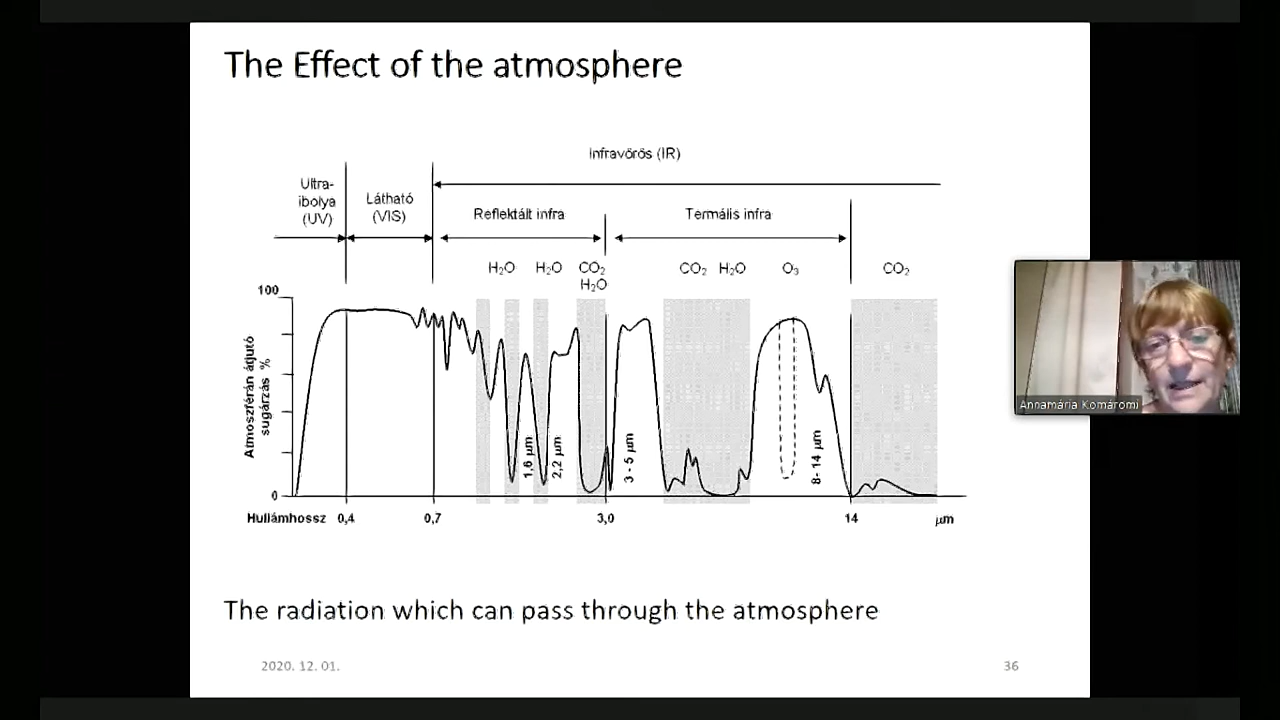 The Effect of the atmosphere
Infravörös (IR)
Ultra-
ibolya
(UV)
Látható
(VIS)
Reflektált infra
Termális infra
H₂O
H₂O
CO₂
H₂O
CO₂
H₂O
O₃
CO₂
100
Atmoszférán átjutó
sugárzás %
1,6 µm
2,2 µm
3 - 5 µm
8- 14 µm
0
Hullámhossz
0,4
0,7
3,0
14
µm
The radiation which can pass through the atmosphere
2020. 12. 01.
36
Annamária Komáromi